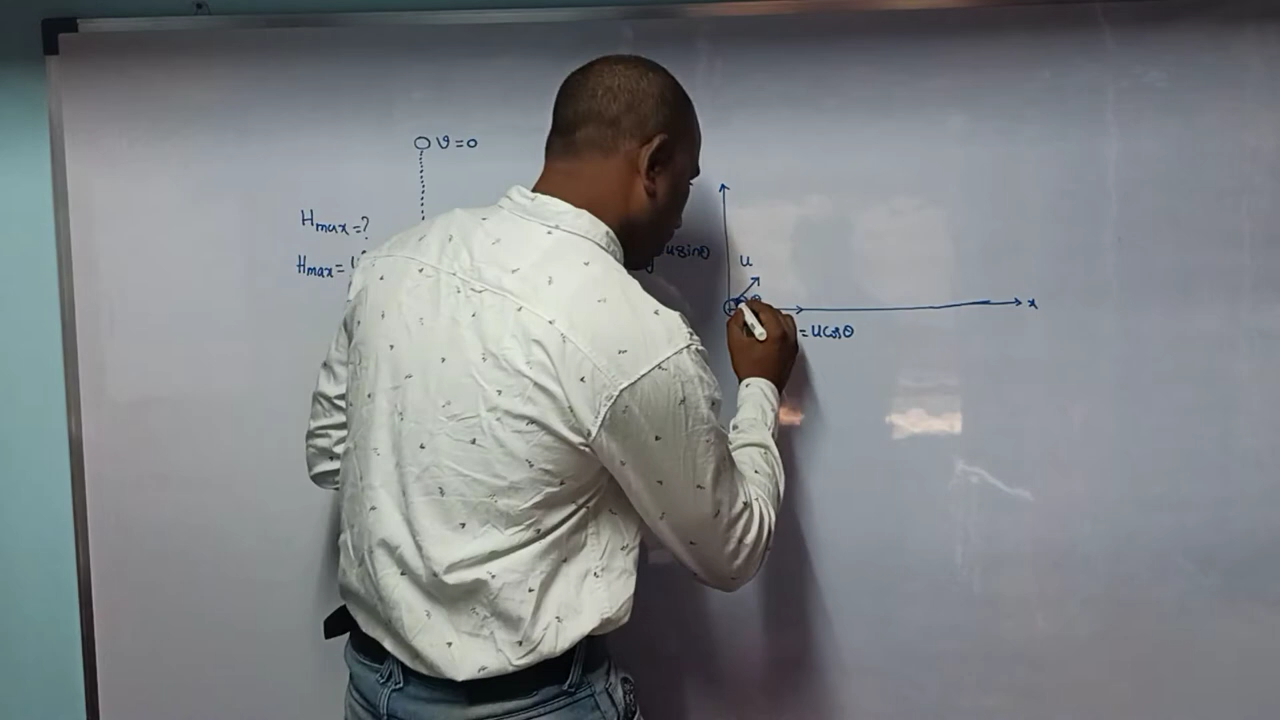 ϑ=0
Hmax=?
Hmax=
usinθ
u
θ
x
=ucosθ